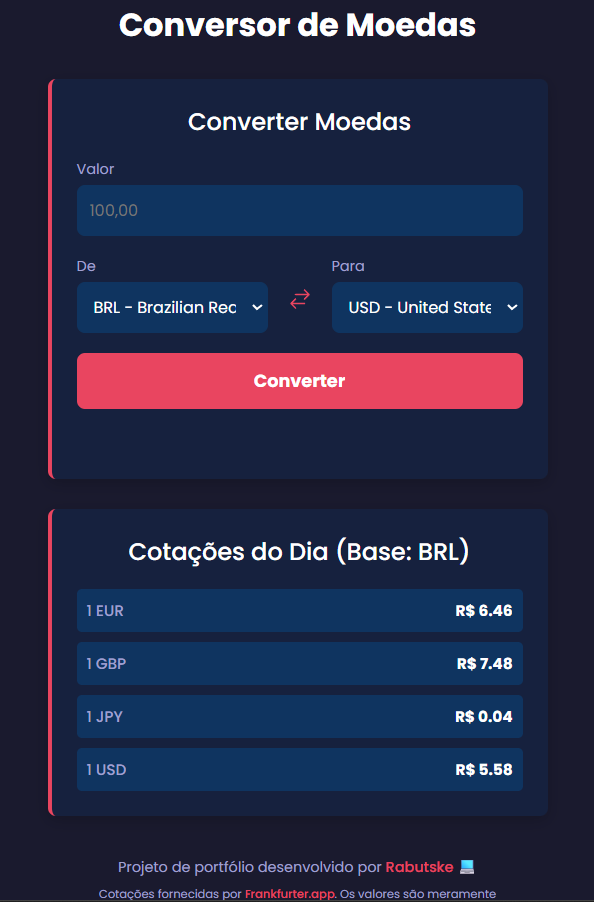 Conversor de Moedas
Converter Moedas
Valor
100,00
De
Para
BRL - Brazilian Rec
USD - United State
Converter
Cotações do Dia (Base: BRL)
1 EUR R$ 6.46
1 GBP R$ 7.48
1 JPY R$ 0.04
1 USD R$ 5.58
Projeto de portfólio desenvolvido por Rabutske 💻
Cotações fornecidas por Frankfurter.app. Os valores são meramente